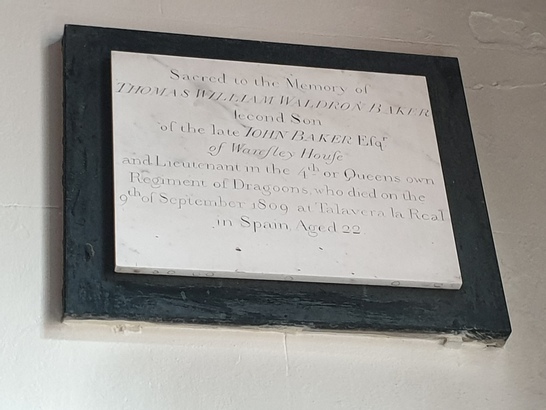 Sacred to the Memory of
THOMAS WILLIAM WALDRON BAKER
second Son
of the late JOHN BAKER Esqr
of Waresley House
and Lieutenant in the 4th or Queens own
Regiment of Dragoons, who died on the
9th of September 1809 at Talavera la Real
in Spain, Aged 22